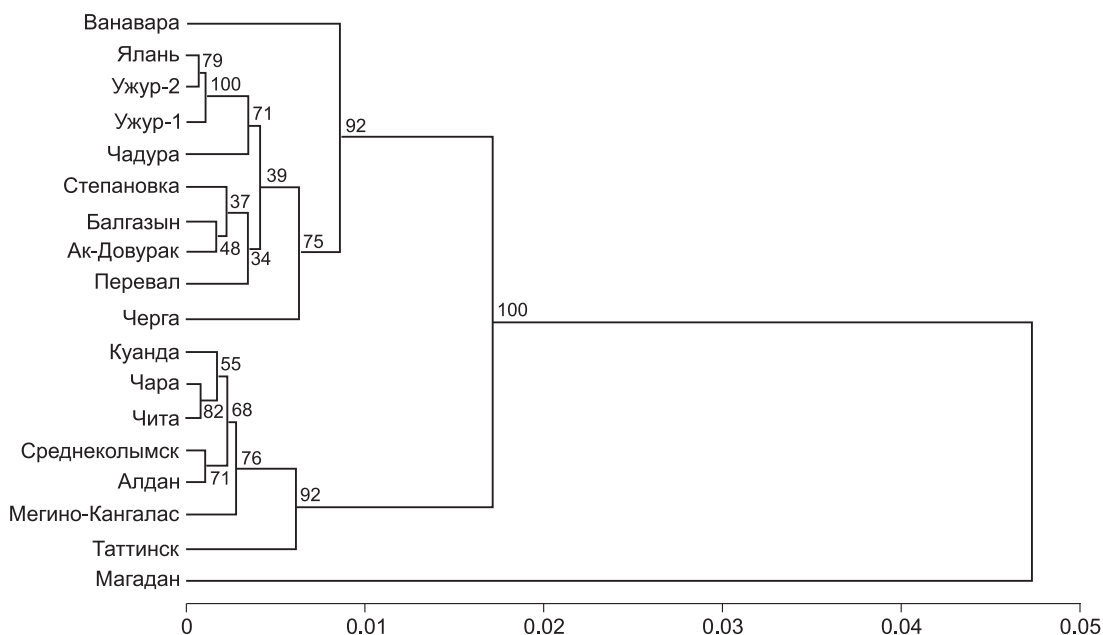 Ванавара
Ялань
79
Ужур-2
100
71
Ужур-1
92
Чадура
39
Степановка
37
Балгазын
75
Ак-Довурак
48
34
Перевал
100
Черга
Куанда
55
Чара
82
68
Чита
Среднеколымск
76
71
Алдан
92
Мегино-Кангалас
Таттинск
Магадан
0 0.01 0.02 0.03 0.04 0.05